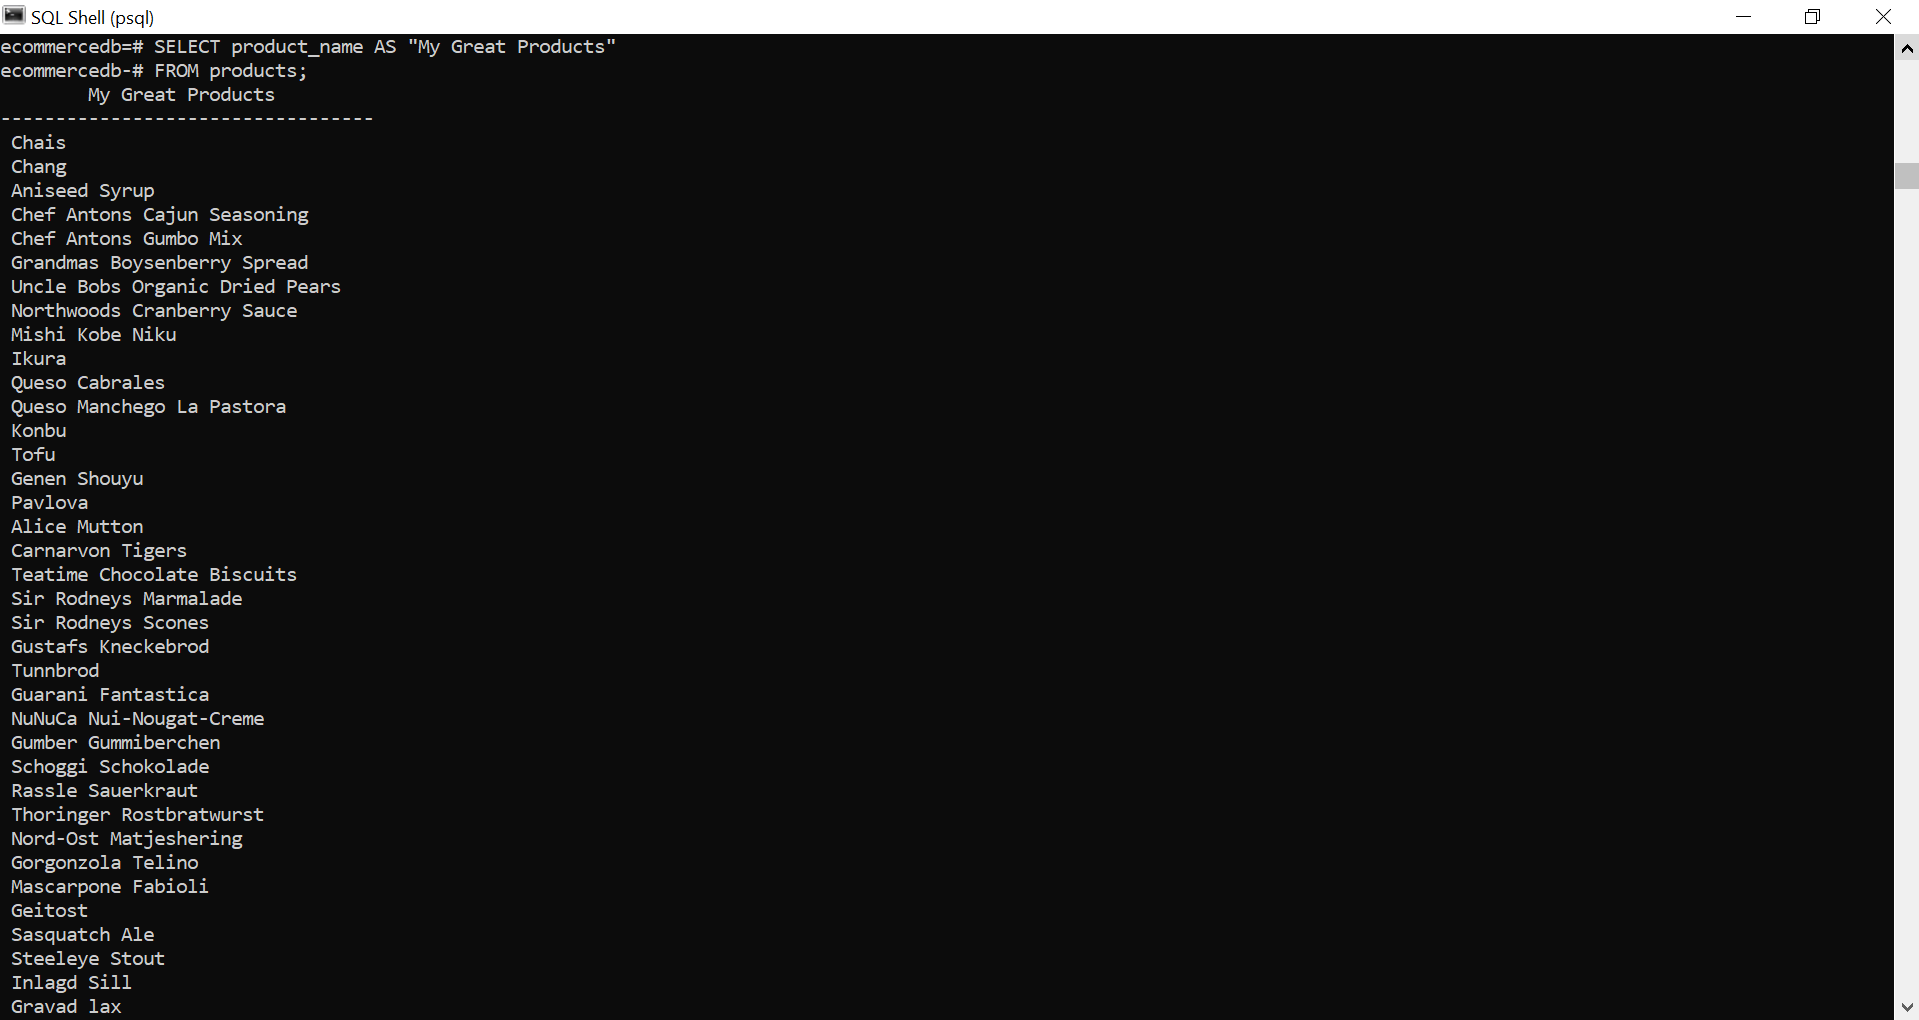 SQL Shell (psql)
ecommercedb=# SELECT product_name AS "My Great Products"
ecommercedb-# FROM products;
        My Great Products
----------------------------------
 Chais
 Chang
 Aniseed Syrup
 Chef Antons Cajun Seasoning
 Chef Antons Gumbo Mix
 Grandmas Boysenberry Spread
 Uncle Bobs Organic Dried Pears
 Northwoods Cranberry Sauce
 Mishi Kobe Niku
 Ikura
 Queso Cabrales
 Queso Manchego La Pastora
 Konbu
 Tofu
 Genen Shouyu
 Pavlova
 Alice Mutton
 Carnarvon Tigers
 Teatime Chocolate Biscuits
 Sir Rodneys Marmalade
 Sir Rodneys Scones
 Gustafs Kneckebrod
 Tunnbrod
 Guarani Fantastica
 NuNuCa Nui-Nougat-Creme
 Gumber Gummiberchen
 Schoggi Schokolade
 Rassle Sauerkraut
 Thoringer Rostbratwurst
 Nord-Ost Matjeshering
 Gorgonzola Telino
 Mascarpone Fabioli
 Geitost
 Sasquatch Ale
 Steeleye Stout
 Inlagd Sill
 Gravad lax